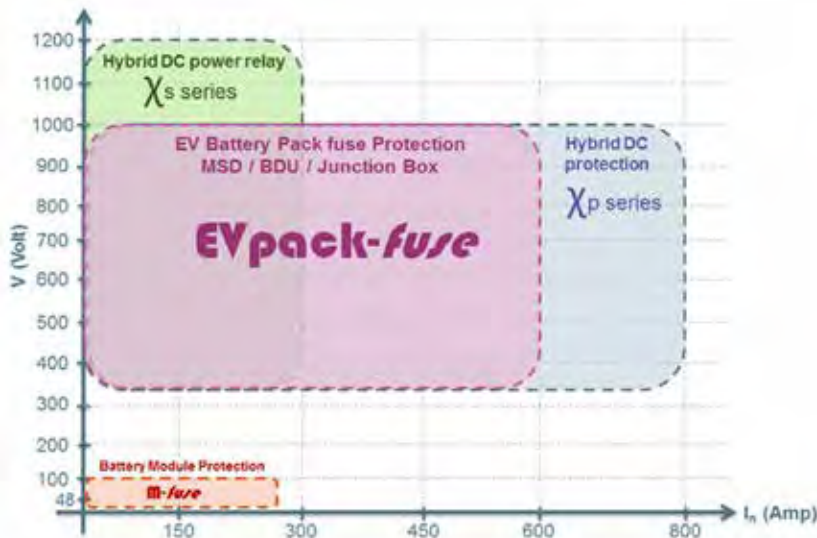 1200
Hybrid DC power relay
1100
χs series
1000
EV Battery Pack fuse Protection
Hybrid DC
900
MSD / BDU / Junction Box
protection
800
χp series
700
EVpack-fuse
V (Volt)
600
500
400
300
200
Battery Module Protection
100
m-fuse
48
150
300
450
600
800
In (Amp)